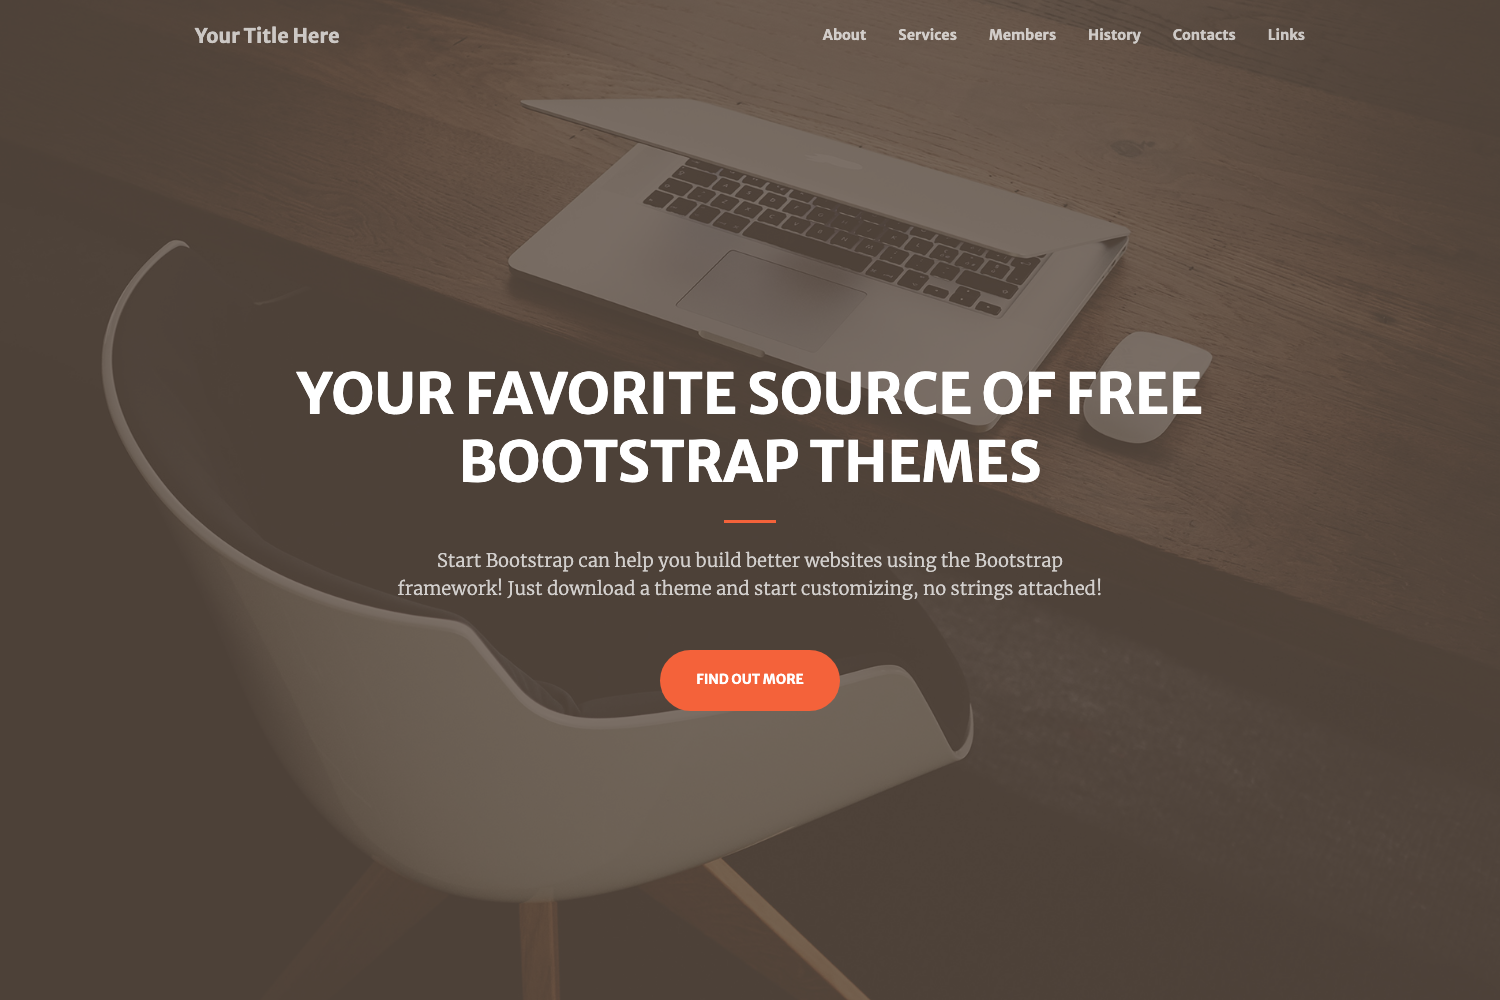 Your Title Here
About Services Members History Contacts Links
YOUR FAVORITE SOURCE OF FREE
BOOTSTRAP THEMES
Start Bootstrap can help you build better websites using the Bootstrap
framework! Just download a theme and start customizing, no strings attached!
FIND OUT MORE